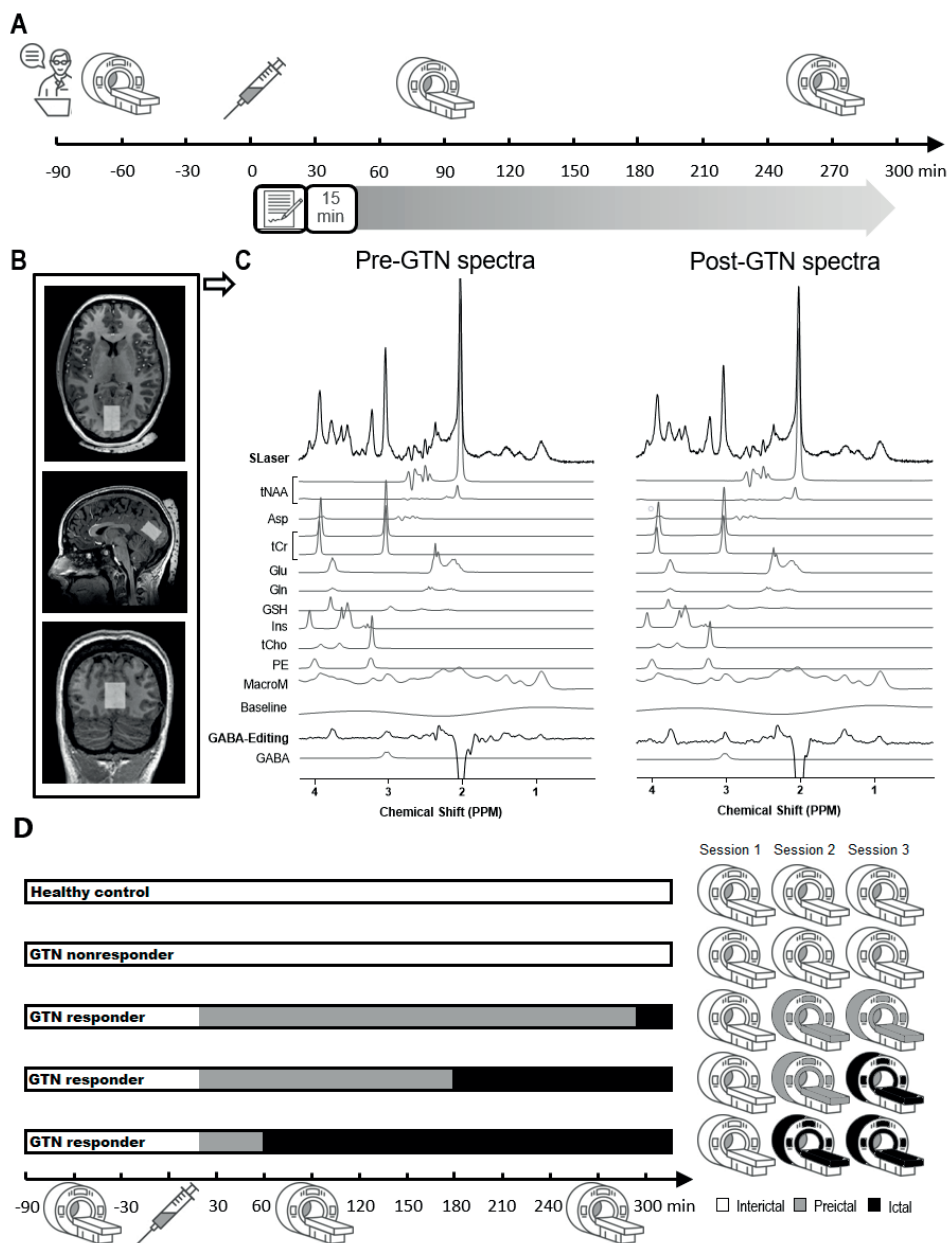 A
-90 -60 -30 0 30 60 90 120 150 180 210 240 270 300 min
15
min
B
C
Pre-GTN spectra
Post-GTN spectra
SLaser
tNAA
Asp
tCr
Glu
Gln
GSH
Ins
tCho
PE
MacroM
Baseline
GABA-Editing
GABA
4 3 2 1
Chemical Shift (PPM)
4 3 2 1
Chemical Shift (PPM)
D
Session 1 Session 2 Session 3
Healthy control
GTN nonresponder
GTN responder
GTN responder
GTN responder
-90 -30 30 60 120 150 180 210 240 300 min
Interictal Preictal Ictal